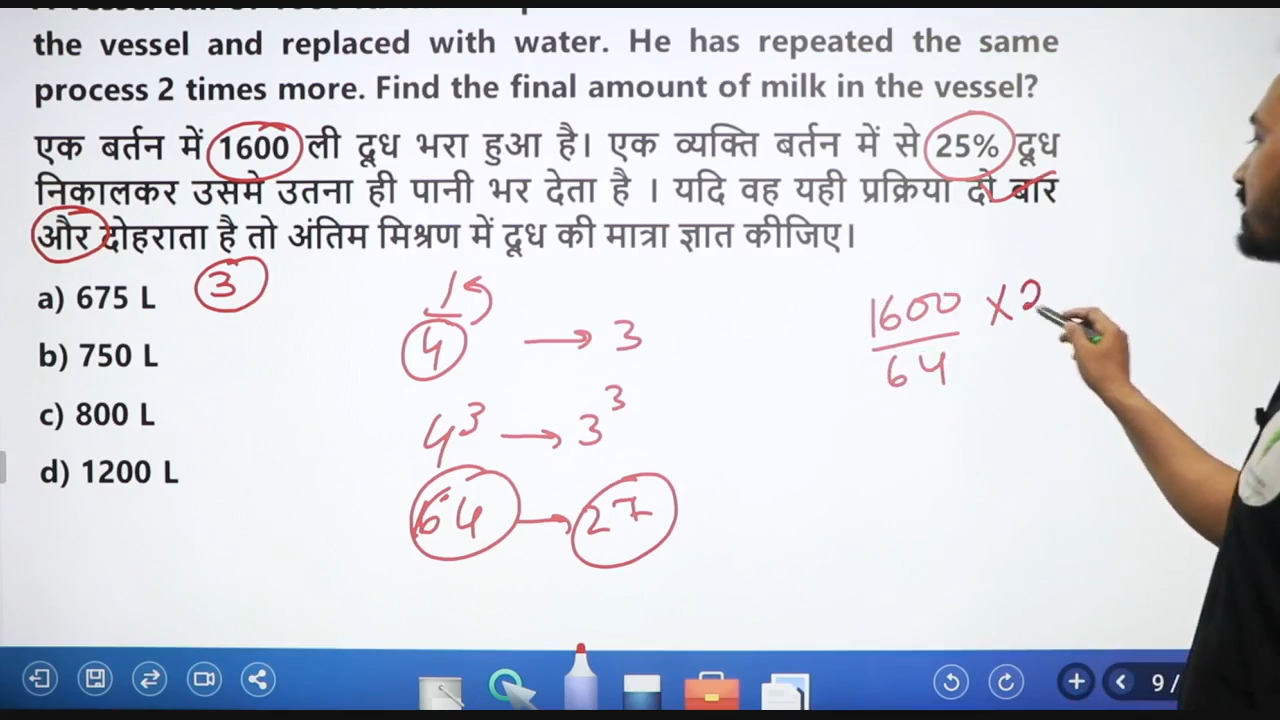 the vessel and replaced with water. He has repeated the same
process 2 times more. Find the final amount of milk in the vessel?
एक बर्तन में 1600 ली दूध भरा हुआ है। एक व्यक्ति बर्तन में से 25% दूध
निकालकर उसमे उतना ही पानी भर देता है । यदि वह यही प्रक्रिया दो बार
और दोहराता है तो अंतिम मिश्रण में दूध की मात्रा ज्ञात कीजिए।
3
a) 675 L
b) 750 L
c) 800 L
d) 1200 L
1
4 → 3
4³ → 3³
64 → 27
1600 × 2
64
9 /